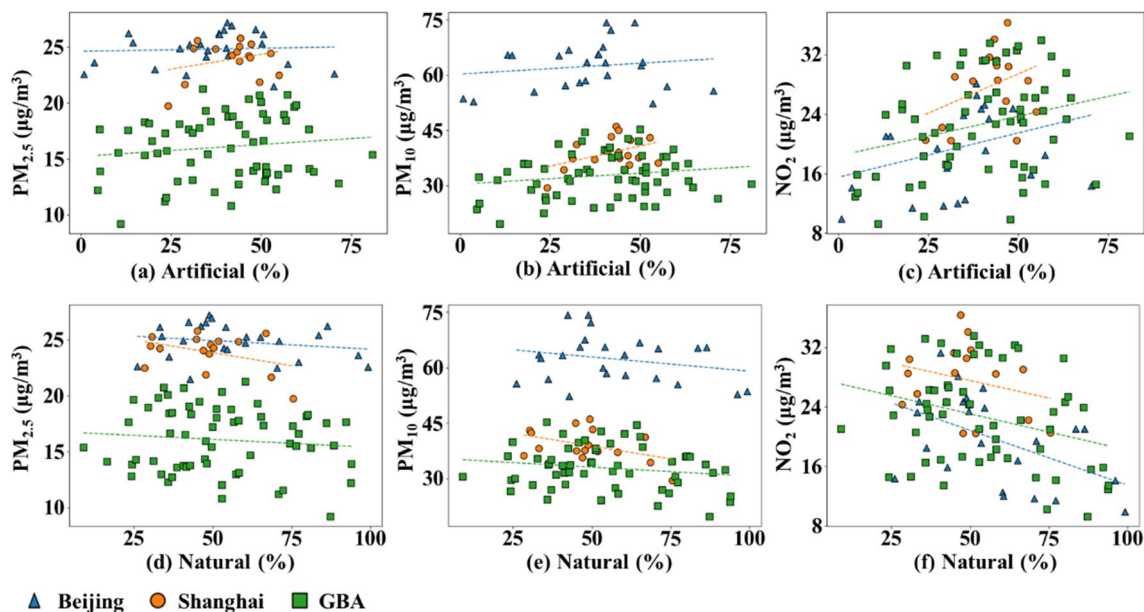 PM2.5 (μg/m³)
25
20
15
10
0 25 50 75
(a) Artificial (%)
PM10 (μg/m³)
75
60
45
30
0 25 50 75
(b) Artificial (%)
NO2 (μg/m³)
32
24
16
8
0 25 50 75
(c) Artificial (%)
PM2.5 (μg/m³)
25
20
15
10
25 50 75 100
(d) Natural (%)
PM10 (μg/m³)
75
60
45
30
25 50 75 100
(e) Natural (%)
NO2 (μg/m³)
32
24
16
8
25 50 75 100
(f) Natural (%)
Beijing Shanghai GBA